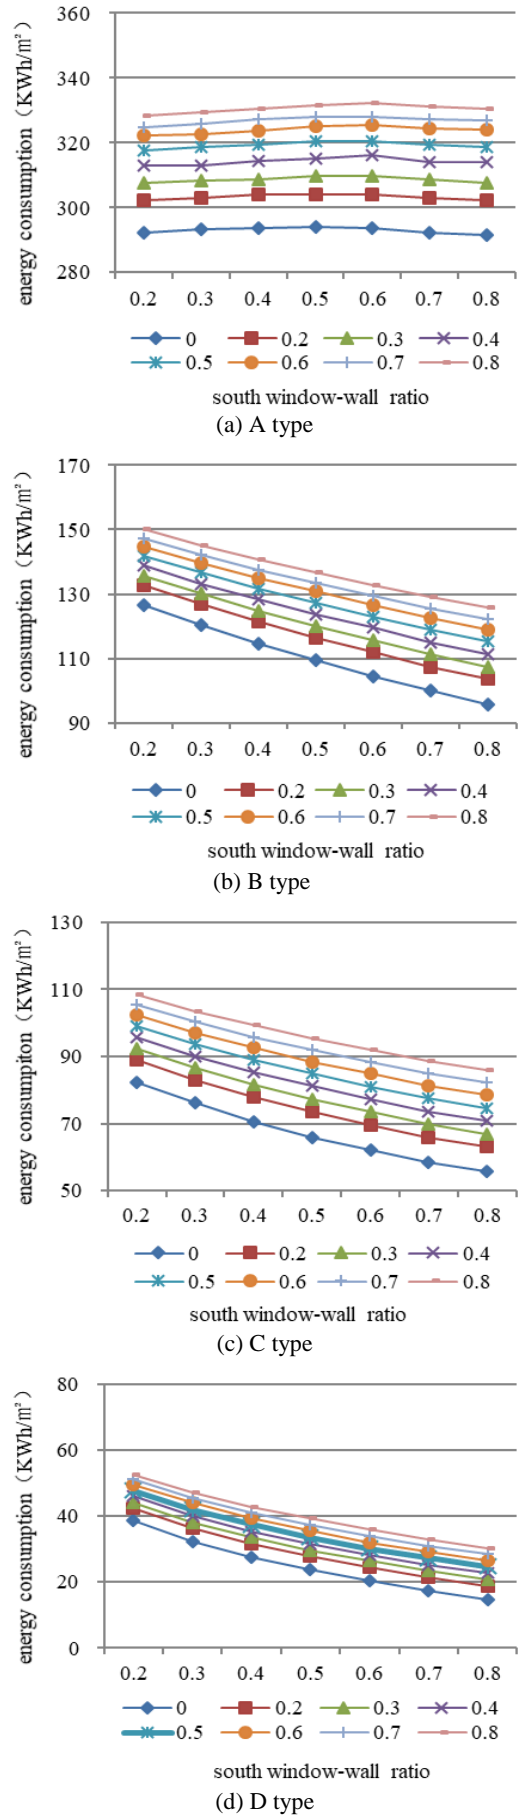 energy consumption（KWh/㎡）
360
340
320
300
280
0.2 0.3 0.4 0.5 0.6 0.7 0.8
0 0.2 0.3 0.4
0.5 0.6 0.7 0.8
south window-wall ratio
(a) A type
energy consumption（KWh/㎡）
170
150
130
110
90
0.2 0.3 0.4 0.5 0.6 0.7 0.8
0 0.2 0.3 0.4
0.5 0.6 0.7 0.8
south window-wall ratio
(b) B type
energy consumption（KWh/㎡）
130
110
90
70
50
0.2 0.3 0.4 0.5 0.6 0.7 0.8
0 0.2 0.3 0.4
0.5 0.6 0.7 0.8
south window-wall ratio
(c) C type
energy consumption（KWh/㎡）
80
60
40
20
0
0.2 0.3 0.4 0.5 0.6 0.7 0.8
0 0.2 0.3 0.4
0.5 0.6 0.7 0.8
south window-wall ratio
(d) D type